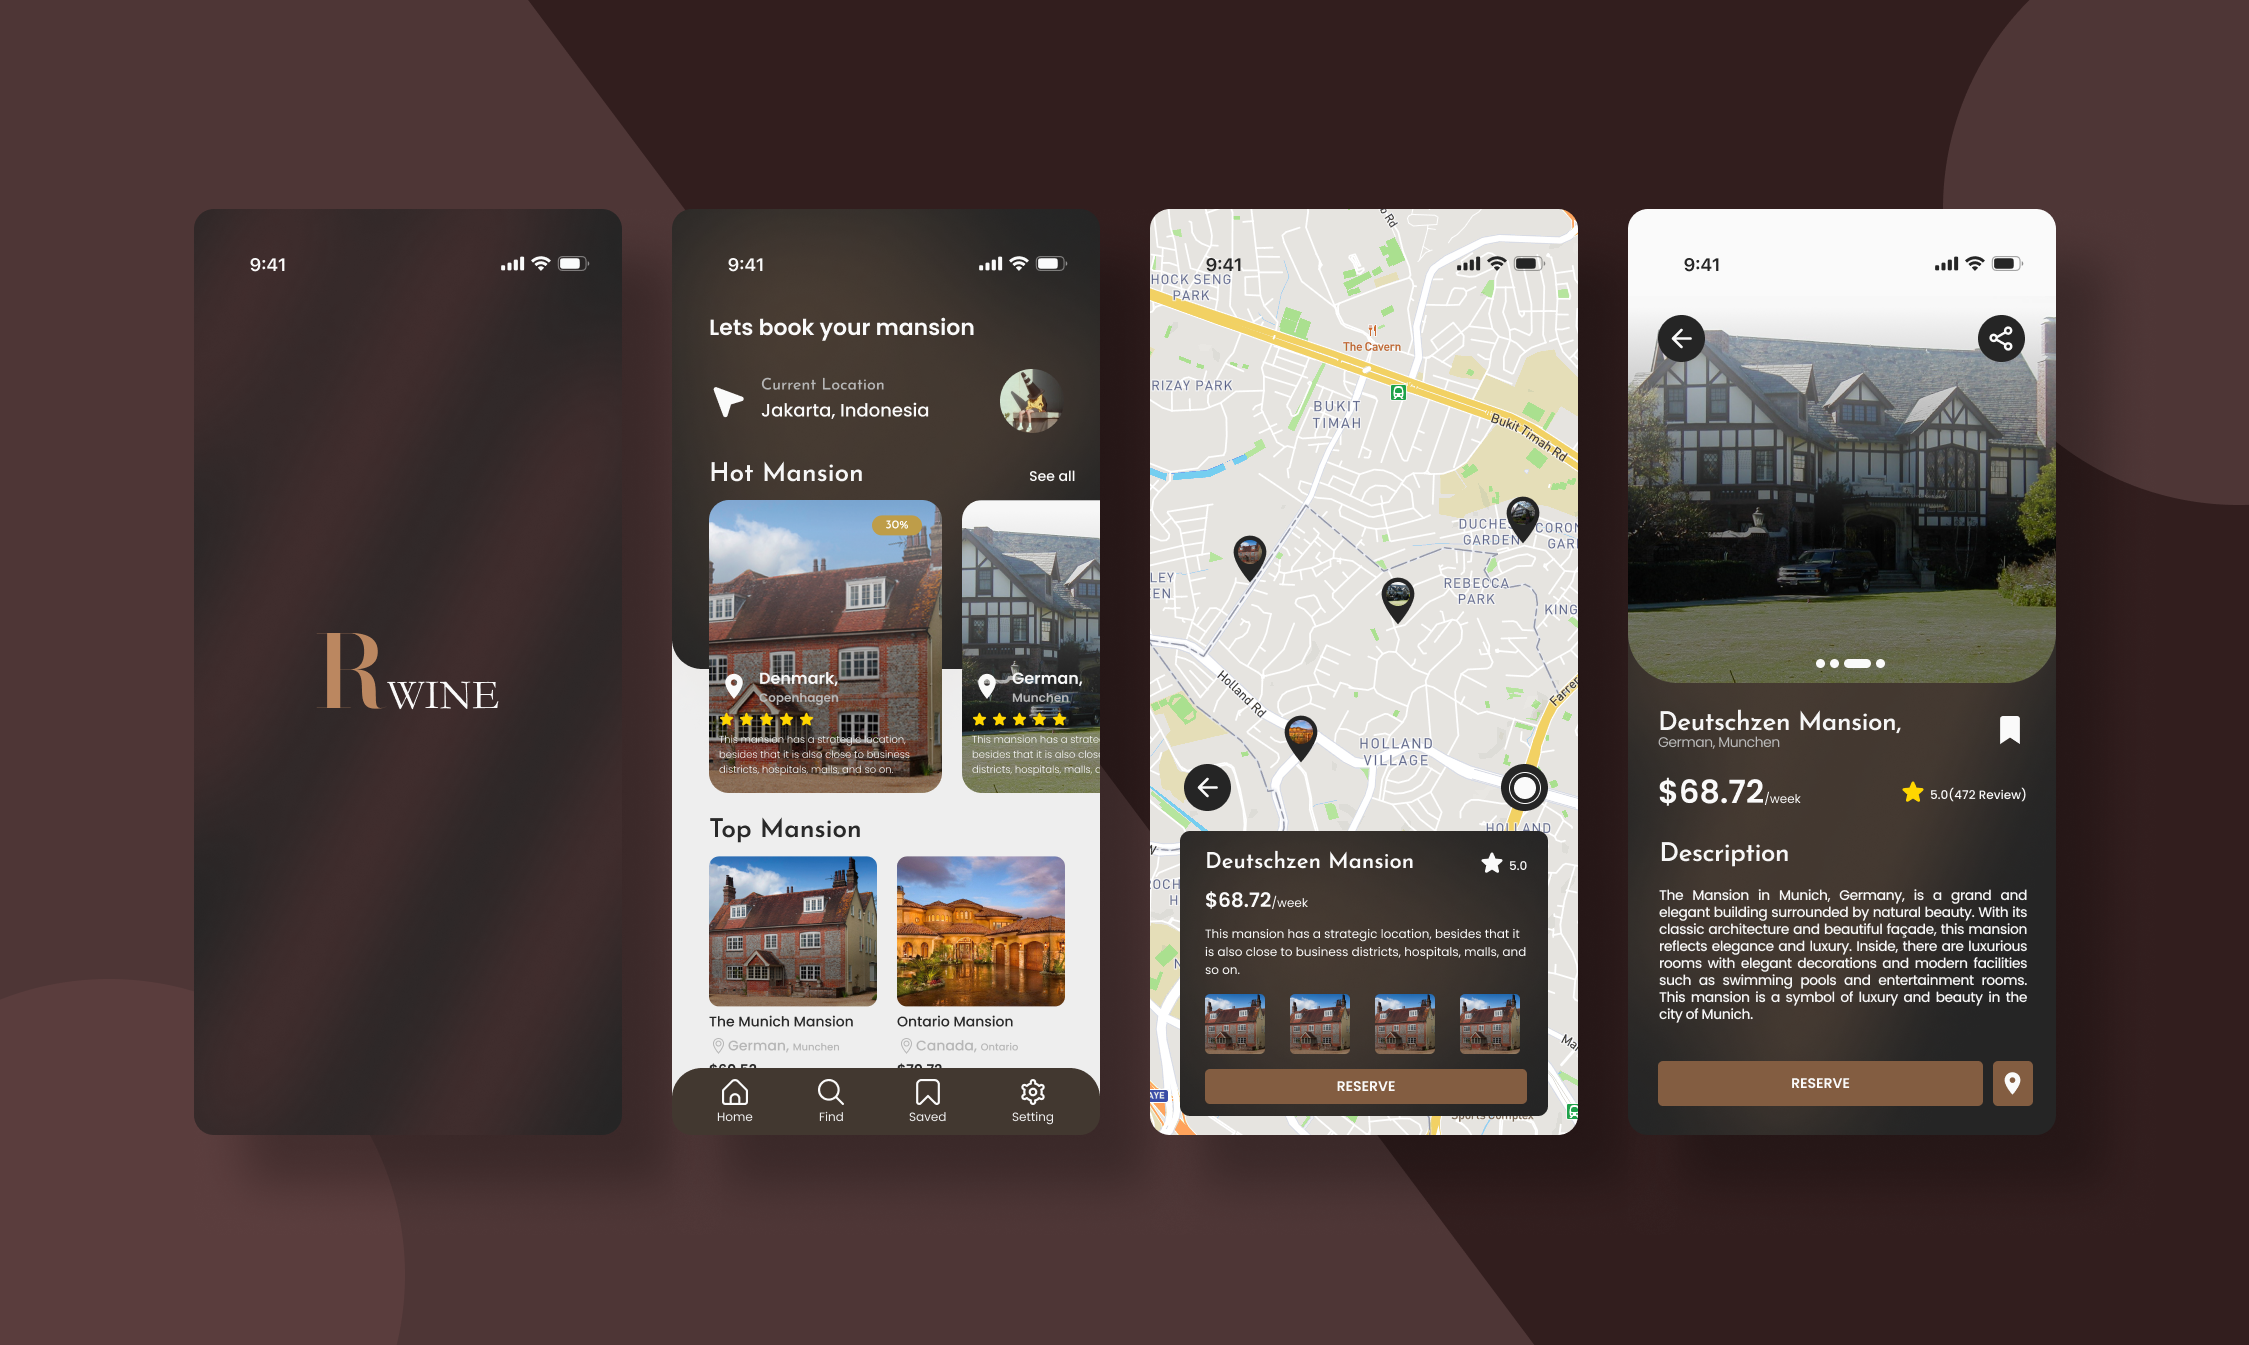 9:41
R WINE
9:41
Lets book your mansion
Current Location
Jakarta, Indonesia
Hot Mansion
See all
30%
Denmark,
Copenhagen
This mansion has a strategic location,
besides that it is also close to business
districts, hospitals, malls, and so on.
German,
Munchen
This mansion has a strate
besides that it is also clos
districts, hospitals, malls, a
Top Mansion
The Munich Mansion
German, Munchen
$60.52
Ontario Mansion
Canada, Ontario
Home
Find
Saved
Setting
9:41
HOCK SENG
PARK
The Cavern
RIZAY PARK
BUKIT
TIMAH
Bukit Timah Rd
DUCHE
GARDEN
CORON
GAR
LEY
EN
REBECCA
PARK
KING
Holland Rd
Farrer
HOLLAND
VILLAGE
HOLLAND
OCH
H
Deutschzen Mansion
5.0
$68.72/week
This mansion has a strategic location, besides that it
is also close to business districts, hospitals, malls, and
so on.
RESERVE
AYE
Sports Complex
9:41
Deutschzen Mansion,
German, Munchen
$68.72/week
5.0(472 Review)
Description
The Mansion in Munich, Germany, is a grand and
elegant building surrounded by natural beauty. With its
classic architecture and beautiful façade, this mansion
reflects elegance and luxury. Inside, there are luxurious
rooms with elegant decorations and modern facilities
such as swimming pools and entertainment rooms.
This mansion is a symbol of luxury and beauty in the
city of Munich.
RESERVE